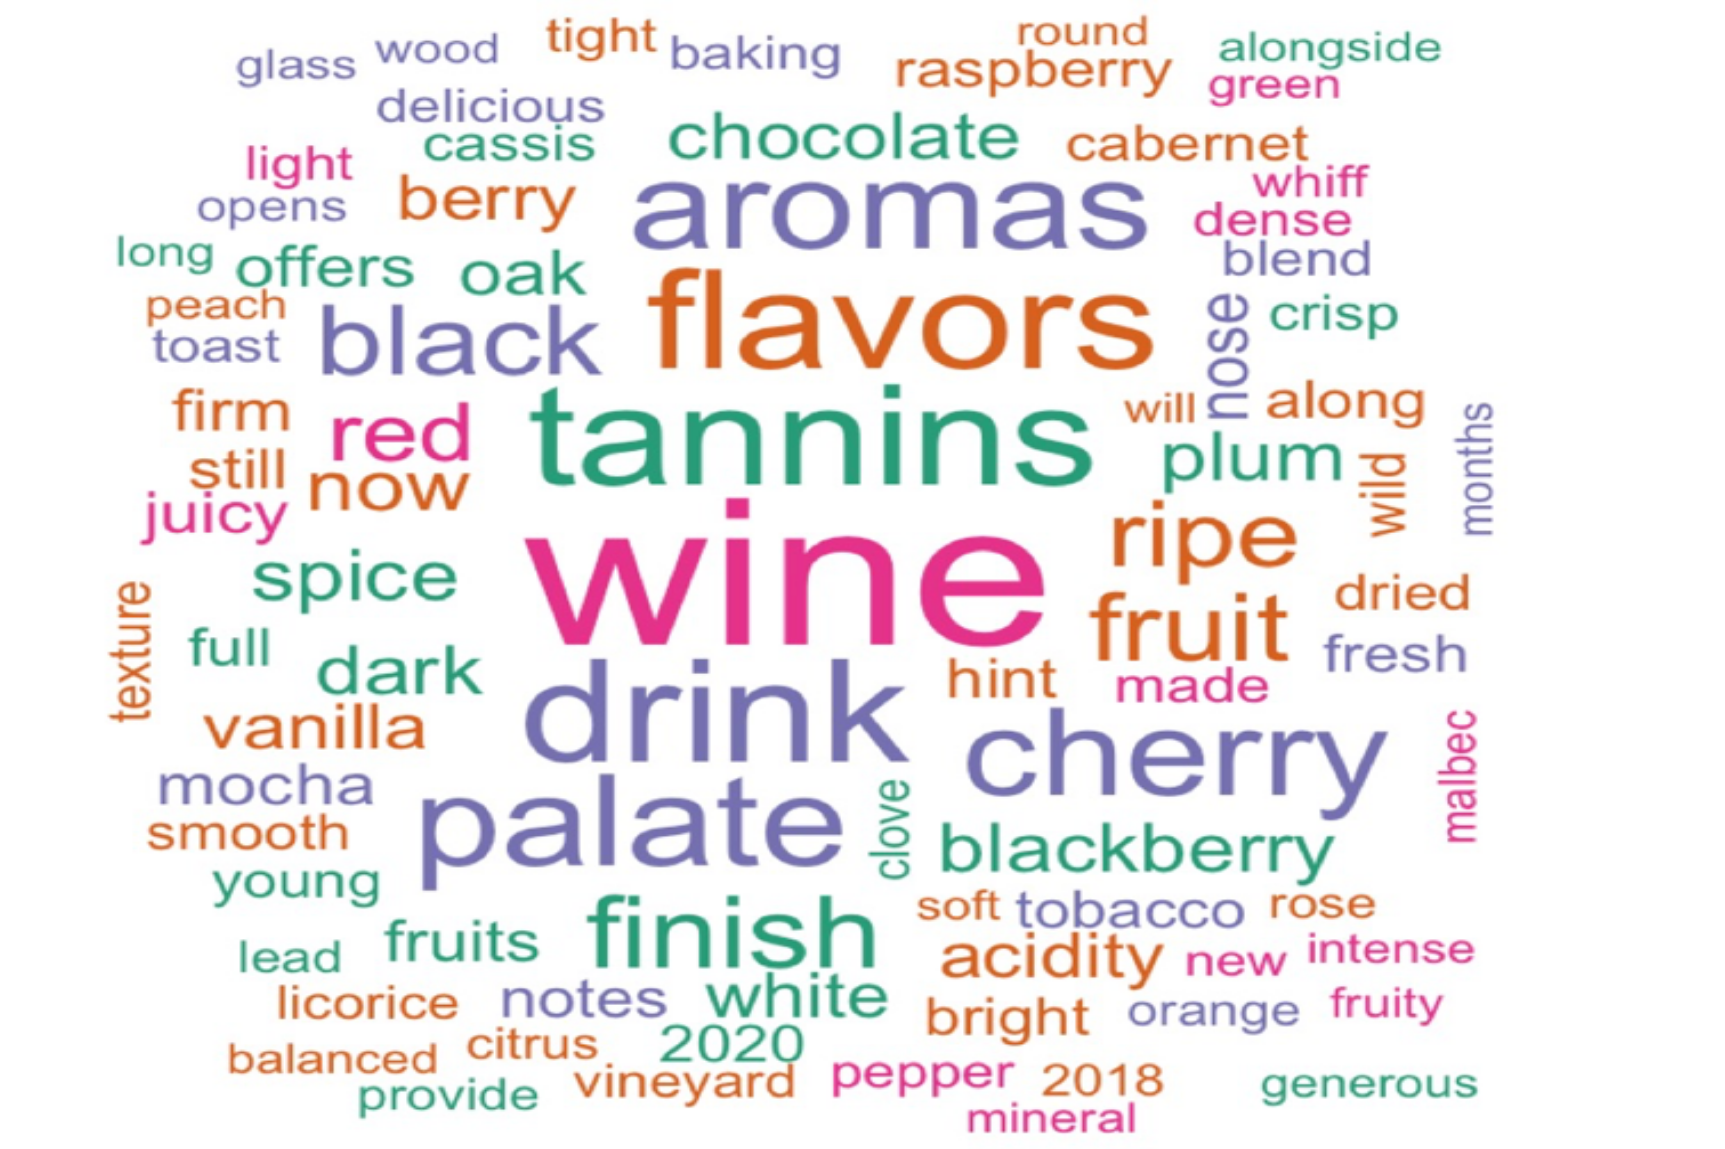 glass wood tight baking raspberry round alongside
green
delicious
light cassis chocolate cabernet
whiff
opens berry aromas dense
long offers oak blend
peach flavors nose crisp
toast black
firm red tannins will along months
still now plum wild
juicy
spice wine ripe dried
texture full dark fruit fresh
hint made
vanilla drink cherry malbec
mocha
smooth palate clove blackberry
young
soft tobacco rose
lead fruits finish acidity new intense
licorice notes white bright orange fruity
balanced citrus 2020
provide vineyard pepper 2018 generous
mineral